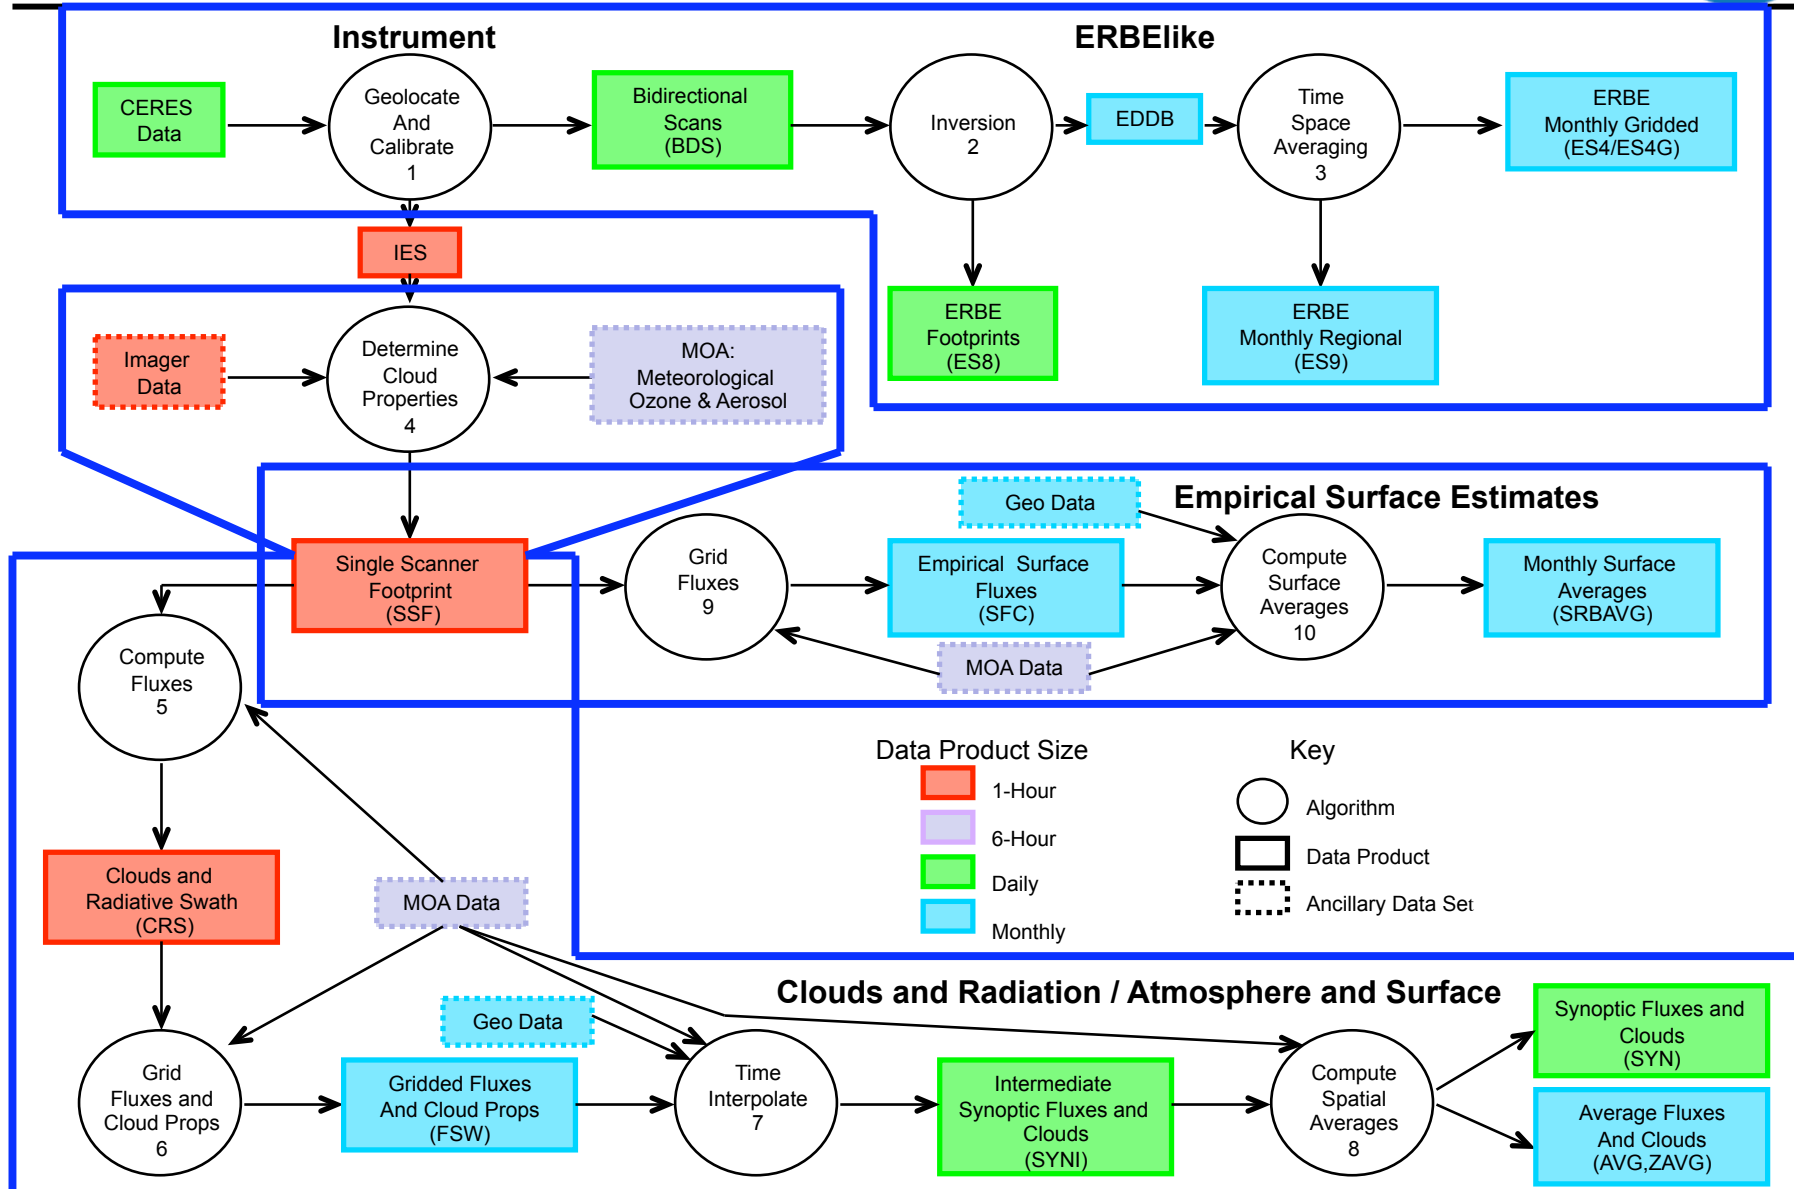 Instrument
ERBElike
CERES
Data
Geolocate
And
Calibrate
1
Bidirectional
Scans
(BDS)
Inversion
2
EDDB
Time
Space
Averaging
3
ERBE
Monthly Gridded
(ES4/ES4G)
IES
ERBE
Footprints
(ES8)
ERBE
Monthly Regional
(ES9)
Imager
Data
Determine
Cloud
Properties
4
MOA:
Meteorological
Ozone & Aerosol
Empirical Surface Estimates
Geo Data
Single Scanner
Footprint
(SSF)
Grid
Fluxes
9
Empirical Surface
Fluxes
(SFC)
Compute
Surface
Averages
10
Monthly Surface
Averages
(SRBAVG)
MOA Data
Compute
Fluxes
5
Data Product Size
1-Hour
6-Hour
Daily
Monthly
Key
Algorithm
Data Product
Ancillary Data Set
Clouds and
Radiative Swath
(CRS)
MOA Data
Clouds and Radiation / Atmosphere and Surface
Geo Data
Grid
Fluxes and
Cloud Props
6
Gridded Fluxes
And Cloud Props
(FSW)
Time
Interpolate
7
Intermediate
Synoptic Fluxes and
Clouds
(SYNI)
Compute
Spatial
Averages
8
Synoptic Fluxes and
Clouds
(SYN)
Average Fluxes
And Clouds
(AVG,ZAVG)